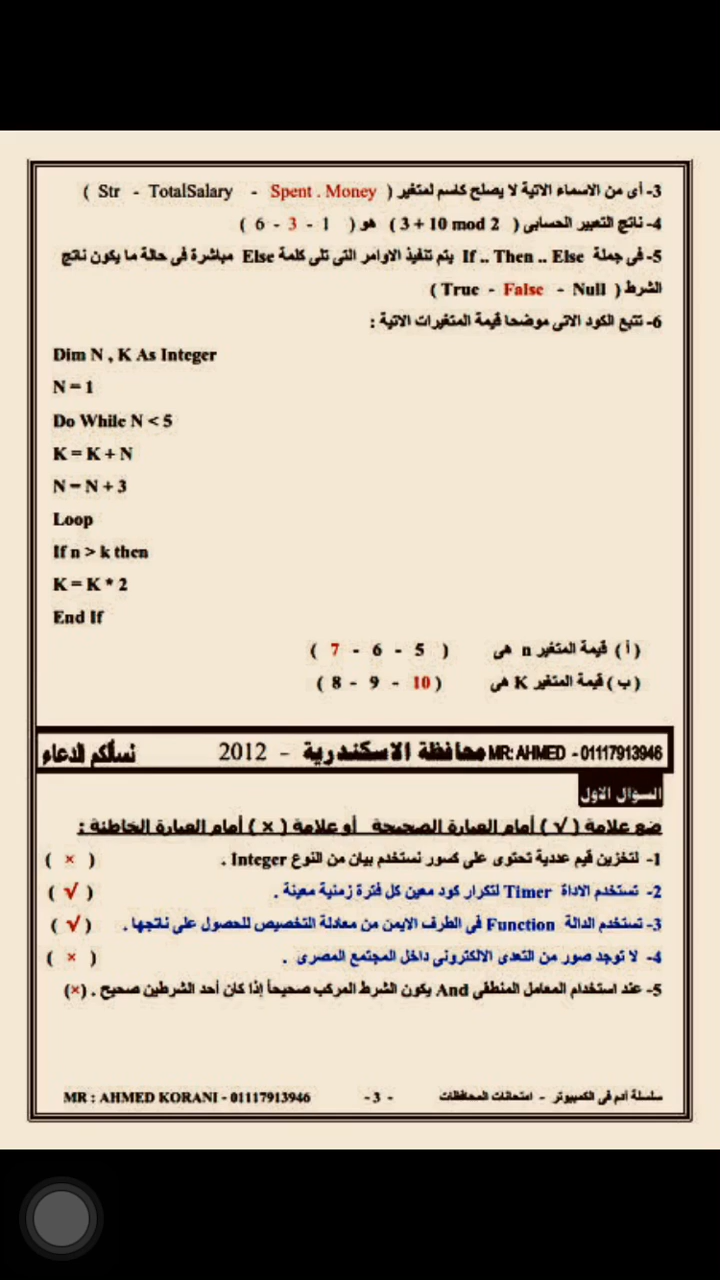 3- أى من الاسماء الاتية لا يصلح كاسم لمتغير ( Str - TotalSalary - Spent . Money )
4- ناتج التعبير الحسابى ( 3 + 10 mod 2 ) هو ( 1 - 3 - 6 )
5- فى جملة If .. Then .. Else يتم تنفيذ الاوامر التى تلى كلمة Else مباشرة فى حالة ما يكون ناتج
الشرط ( True - False - Null )
6- تتبع الكود الاتى موضحا قيمة المتغيرات الاتية :
Dim N , K As Integer
N = 1
Do While N < 5
K = K + N
N = N + 3
Loop
If n > k then
K = K * 2
End If
( أ ) قيمة المتغير n هى ( 5 - 6 - 7 )
( ب ) قيمة المتغير K هى ( 10 - 9 - 8 )
MR: AHMED - 01117913946 محافظة الاسكندرية - 2012 نسألكم الدعاء
السوال الاول
ضع علامة ( √ ) أمام العبارة الصحيحة أو علامة ( × ) أمام العبارة الخاطئة :
1- لتخزين قيم عددية تحتوى على كسور نستخدم بيان من النوع Integer . ( × )
2- تستخدم الاداة Timer لتكرار كود معين كل فترة زمنية معينة . ( √ )
3- تستخدم الدالة Function فى الطرف الايمن من معادلة التخصيص للحصول على ناتجها . ( √ )
4- لا توجد صور من التعدى الالكترونى داخل المجتمع المصرى . ( × )
5- عند استخدام المعامل المنطقى And يكون الشرط المركب صحيحاً إذا كان أحد الشرطين صحيح . (×)
سلسلة أدم فى الكمبيوتر - امتحانات المحافظات - 3 - MR : AHMED KORANI - 01117913946